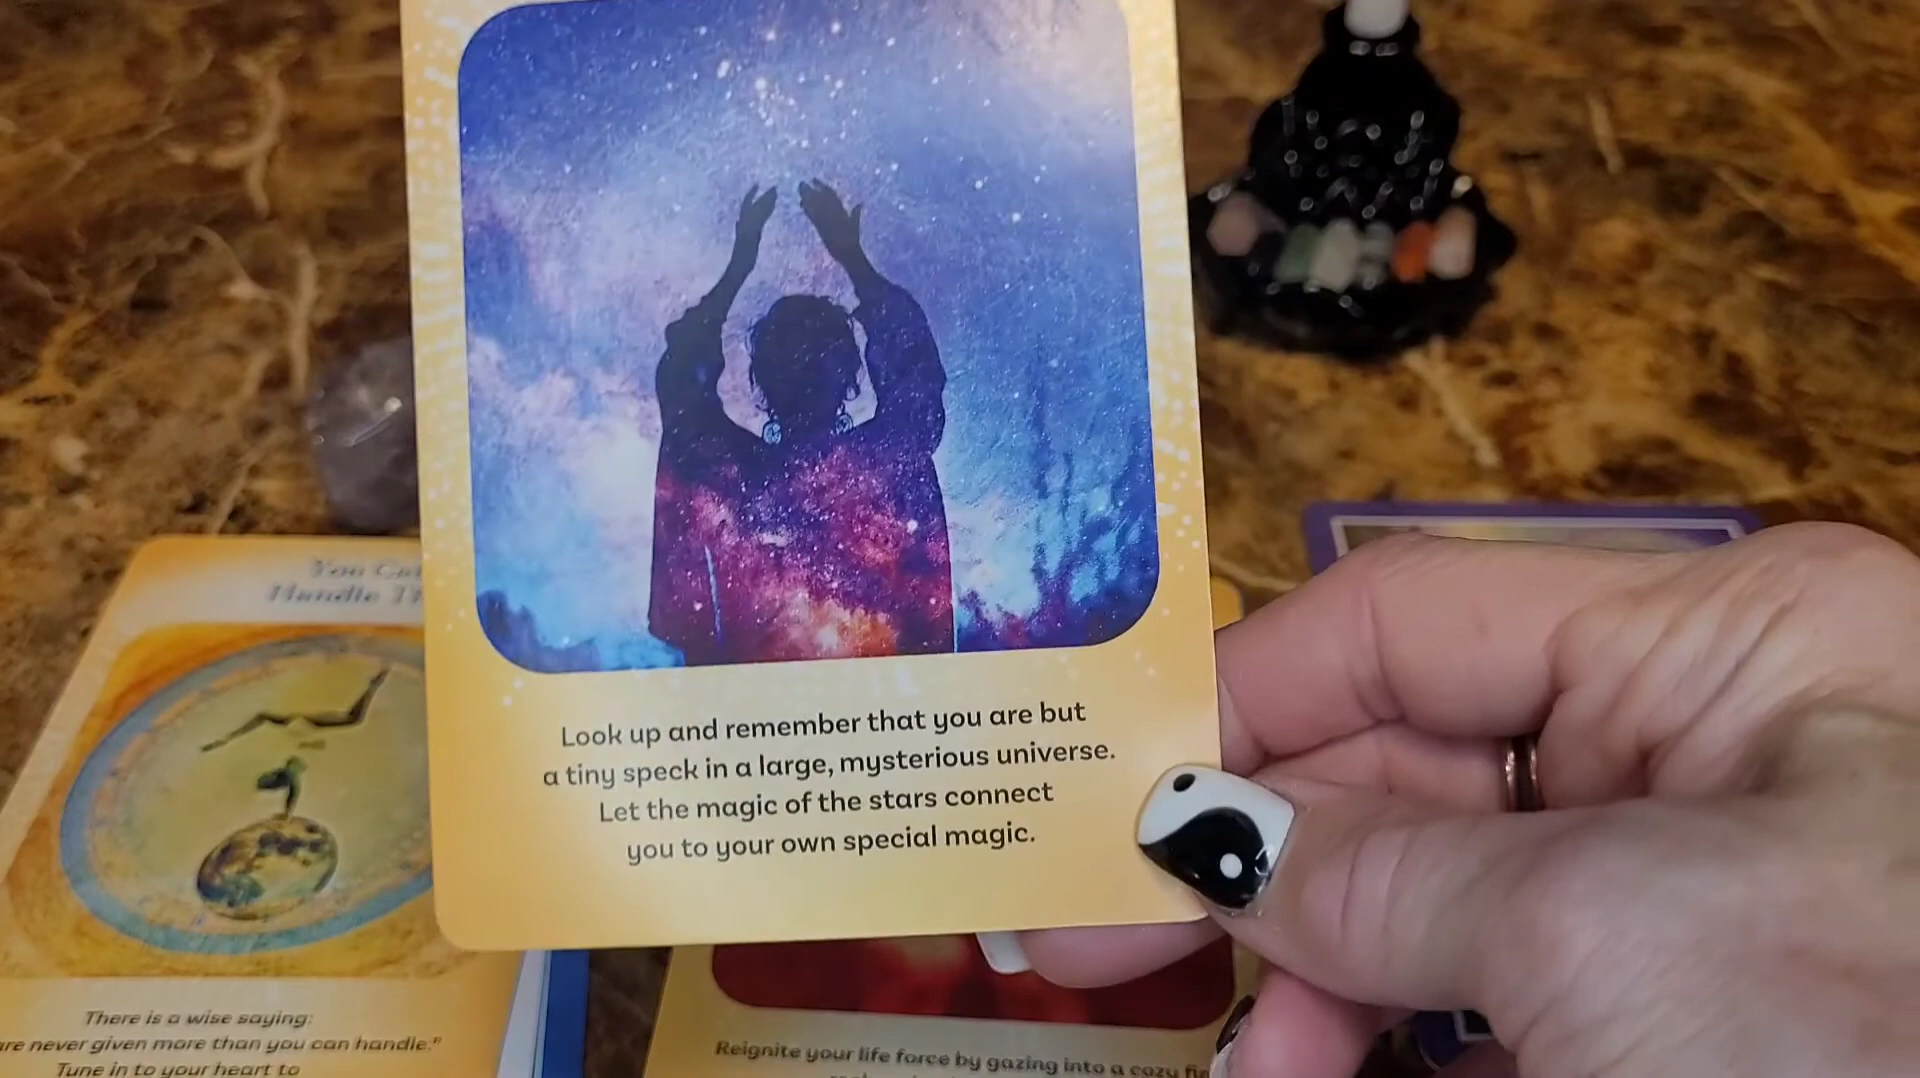 Look up and remember that you are but
a tiny speck in a large, mysterious universe.
Let the magic of the stars connect
you to your own special magic.
You
Handle
There is a wise saying:
are never given more than you can handle."
Tune in to your heart to
Reignite your life force by gazing into a cozy